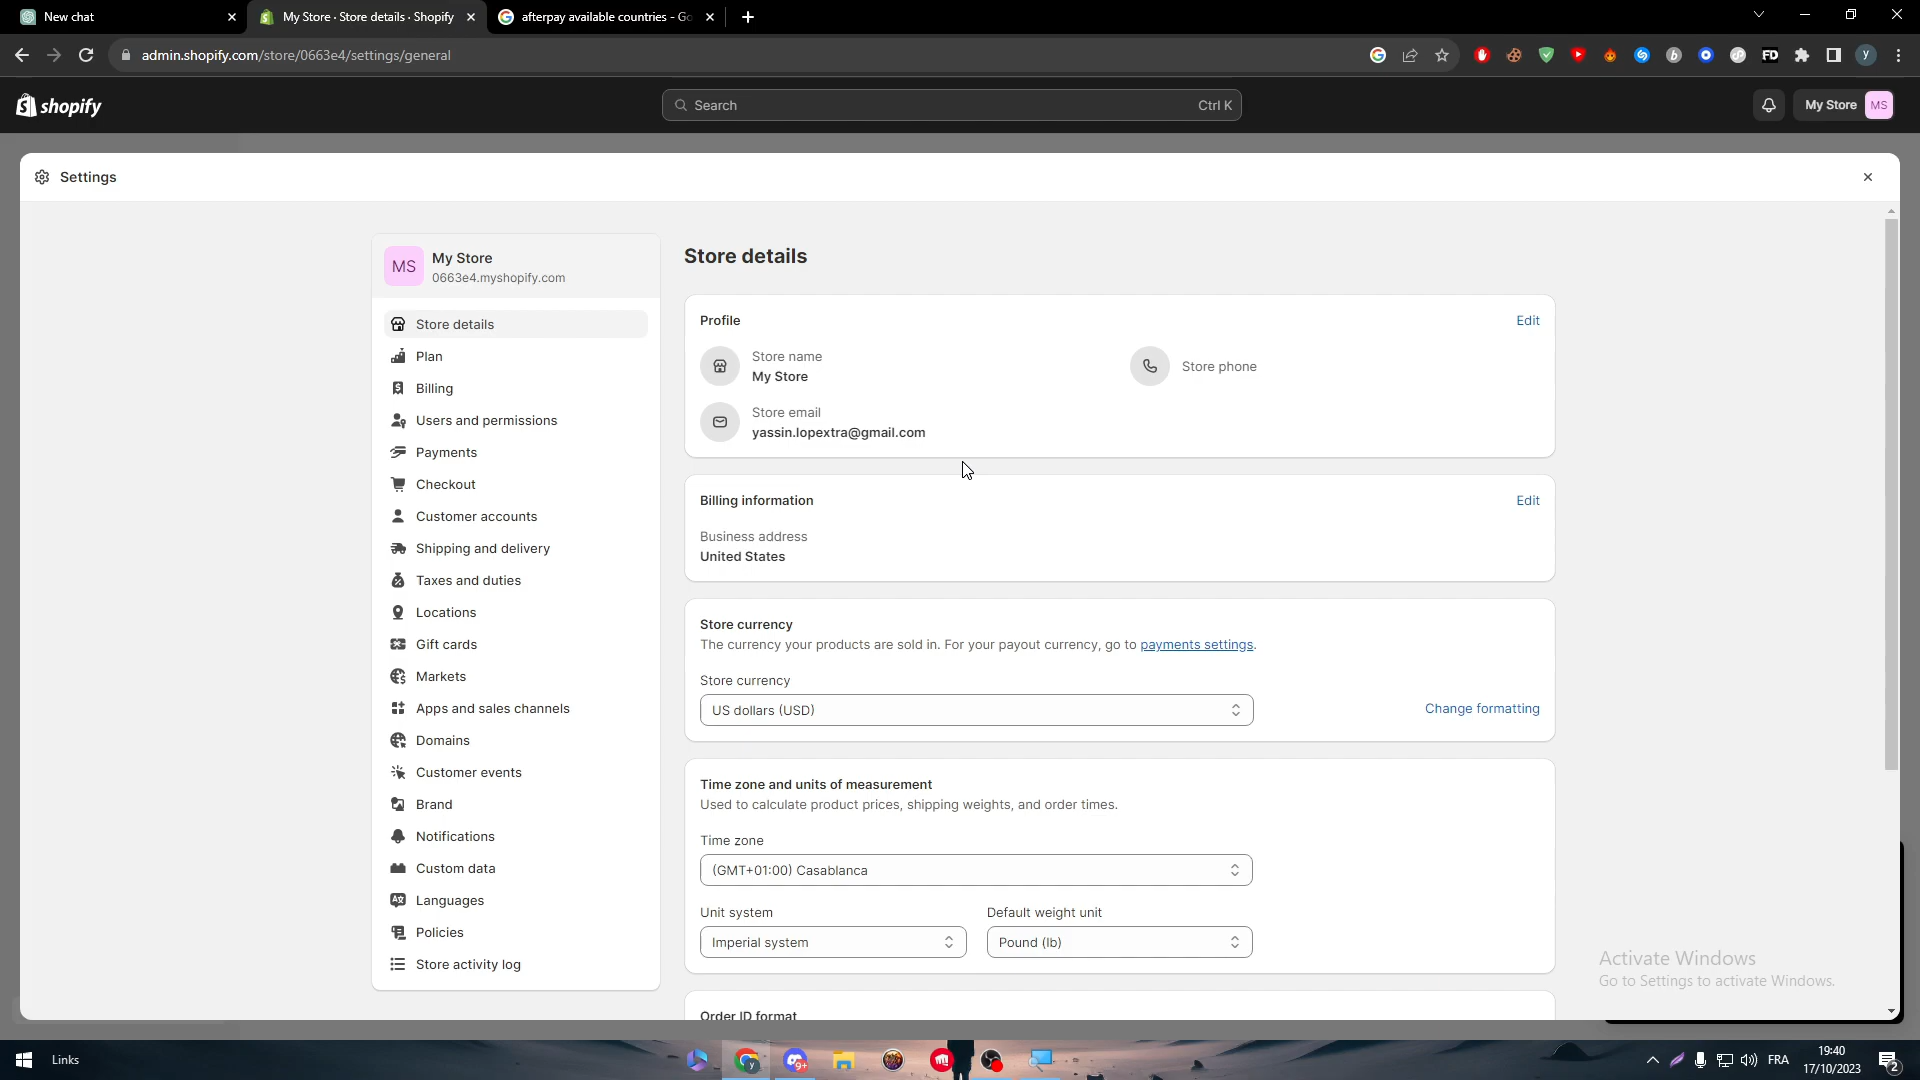 New chat
My Store · Store details · Shopify
afterpay available countries - Go
admin.shopify.com/store/0663e4/settings/general
shopify
Search
Ctrl K
My Store
MS
Settings
MS
My Store
0663e4.myshopify.com
Store details
Plan
Billing
Users and permissions
Payments
Checkout
Customer accounts
Shipping and delivery
Taxes and duties
Locations
Gift cards
Markets
Apps and sales channels
Domains
Customer events
Brand
Notifications
Custom data
Languages
Policies
Store activity log
Store details
Profile
Edit
Store name
My Store
Store phone
Store email
yassin.lopextra@gmail.com
Billing information
Edit
Business address
United States
Store currency
The currency your products are sold in. For your payout currency, go to payments settings.
Store currency
US dollars (USD)
Change formatting
Time zone and units of measurement
Used to calculate product prices, shipping weights, and order times.
Time zone
(GMT+01:00) Casablanca
Unit system
Default weight unit
Imperial system
Pound (lb)
Order ID format
Activate Windows
Go to Settings to activate Windows.
Links
FRA
19:40
17/10/2023
2